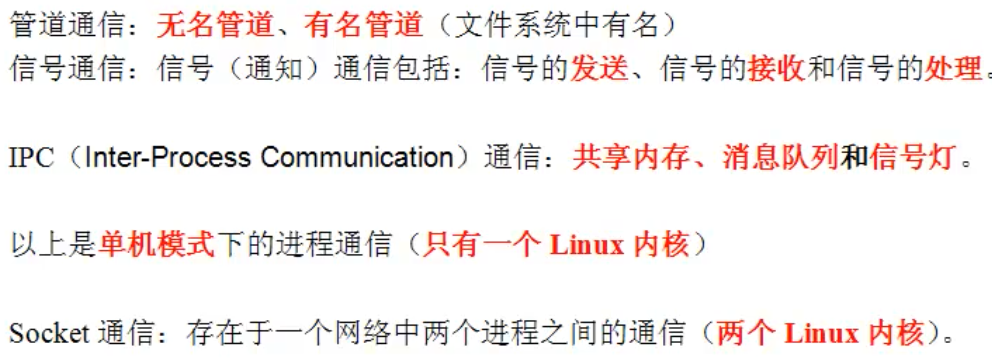 管道通信：无名管道、有名管道（文件系统中有名）
信号通信：信号（通知）通信包括：信号的发送、信号的接收和信号的处理。
IPC（Inter-Process Communication）通信：共享内存、消息队列和信号灯。
以上是单机模式下的进程通信（只有一个 Linux 内核）
Socket 通信：存在于一个网络中两个进程之间的通信（两个 Linux 内核）。